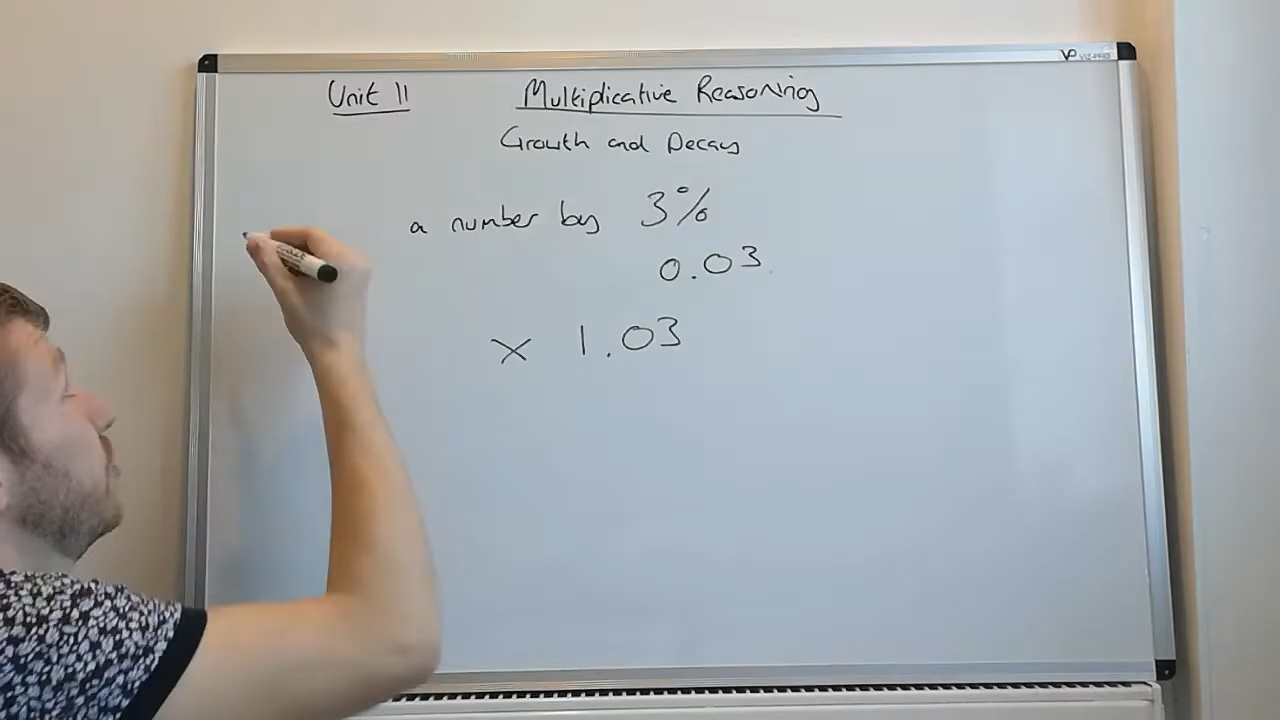 Unit 11 Multiplicative Reasoning
Growth and Decay
a number by 3%
0.03
× 1.03